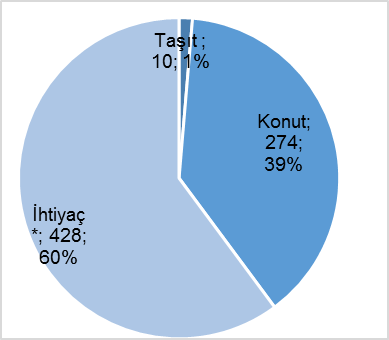 Taşıt ;
10; 1%
Konut;
274;
39%
İhtiyaç
*; 428;
60%